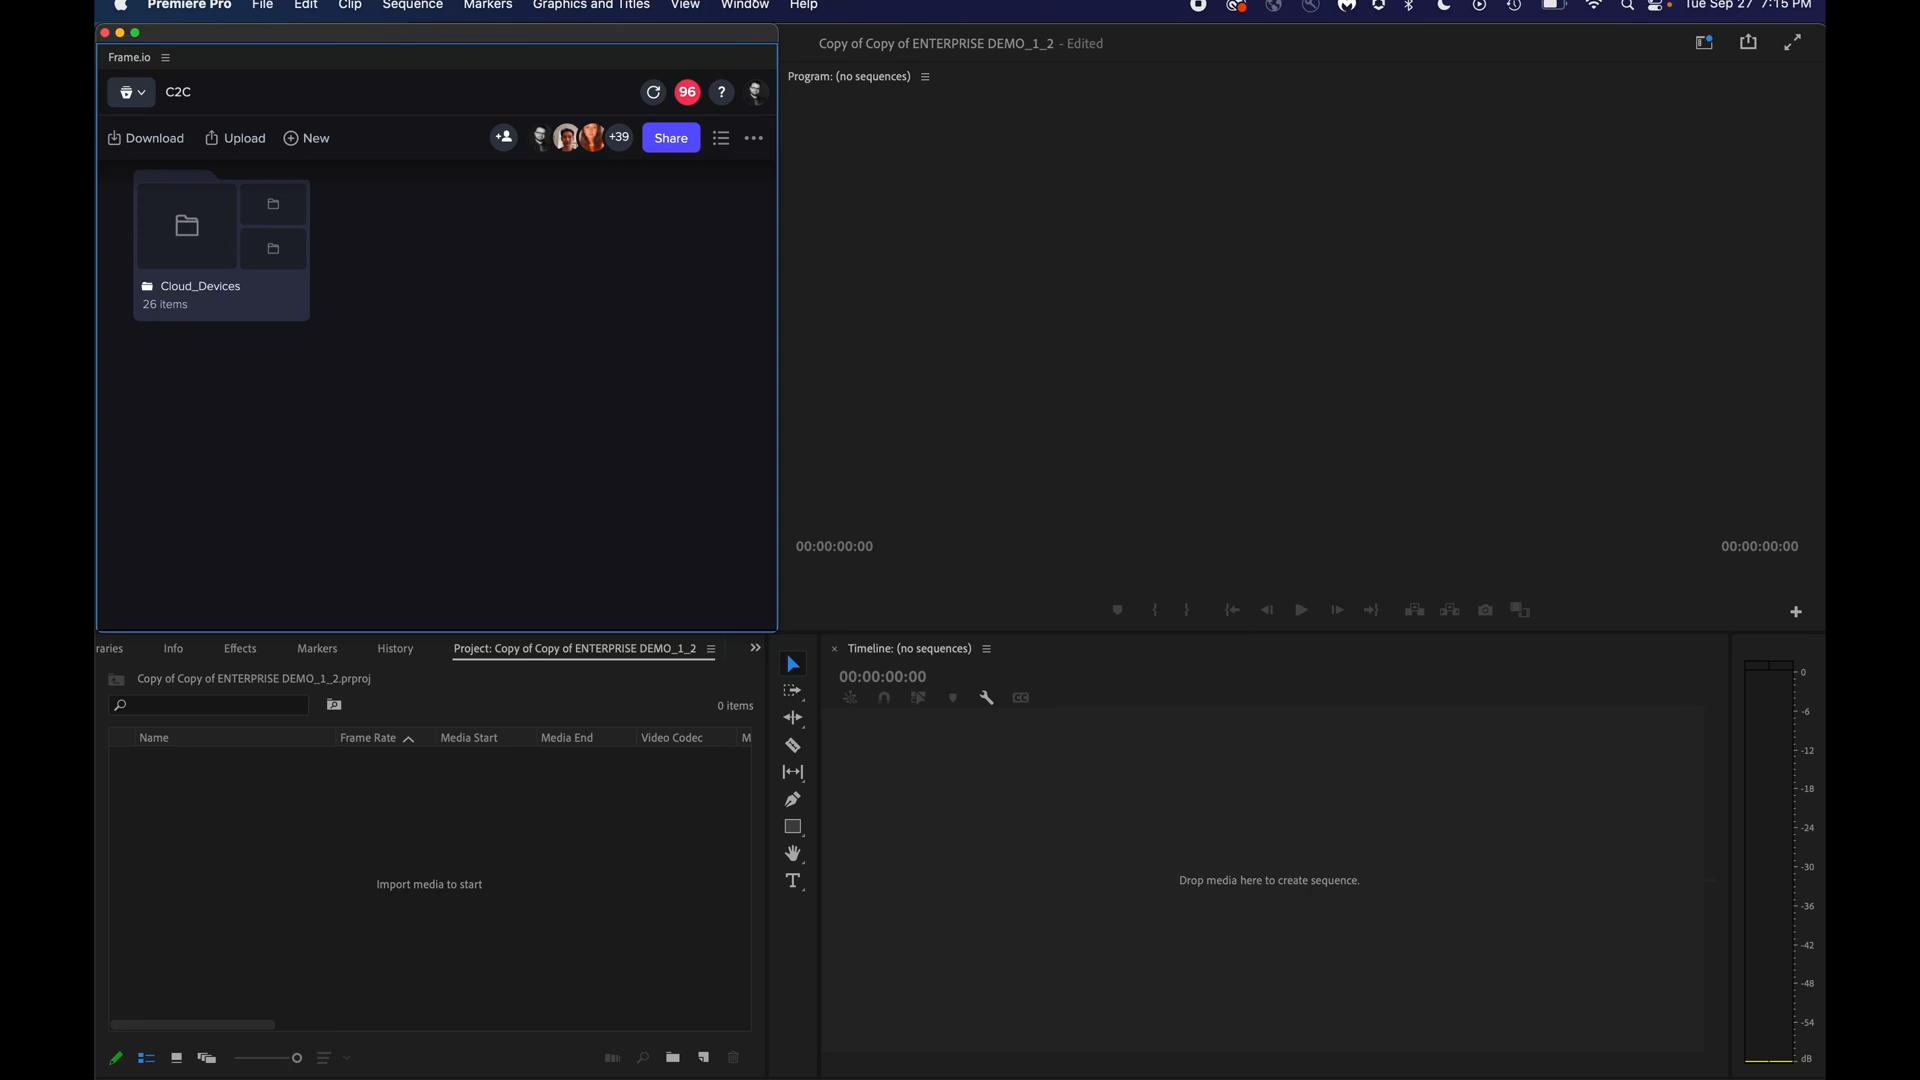 Premiere Pro File Edit Clip Sequence Markers Graphics and Titles View Window Help Tue Sep 27 7:15 PM
Copy of Copy of ENTERPRISE DEMO_1_2 - Edited
Frame.io
Program: (no sequences)
C2C 96 ?
Download Upload New +39 Share
Cloud_Devices
26 items
00:00:00:00 00:00:00:00
raries Info Effects Markers History Project: Copy of Copy of ENTERPRISE DEMO_1_2
Timeline: (no sequences)
Copy of Copy of ENTERPRISE DEMO_1_2.prproj
00:00:00:00
0 items
CC
Name Frame Rate Media Start Media End Video Codec M
Import media to start
Drop media here to create sequence.
T
0
-6
-12
-18
-24
-30
-36
-42
-48
-54
dB